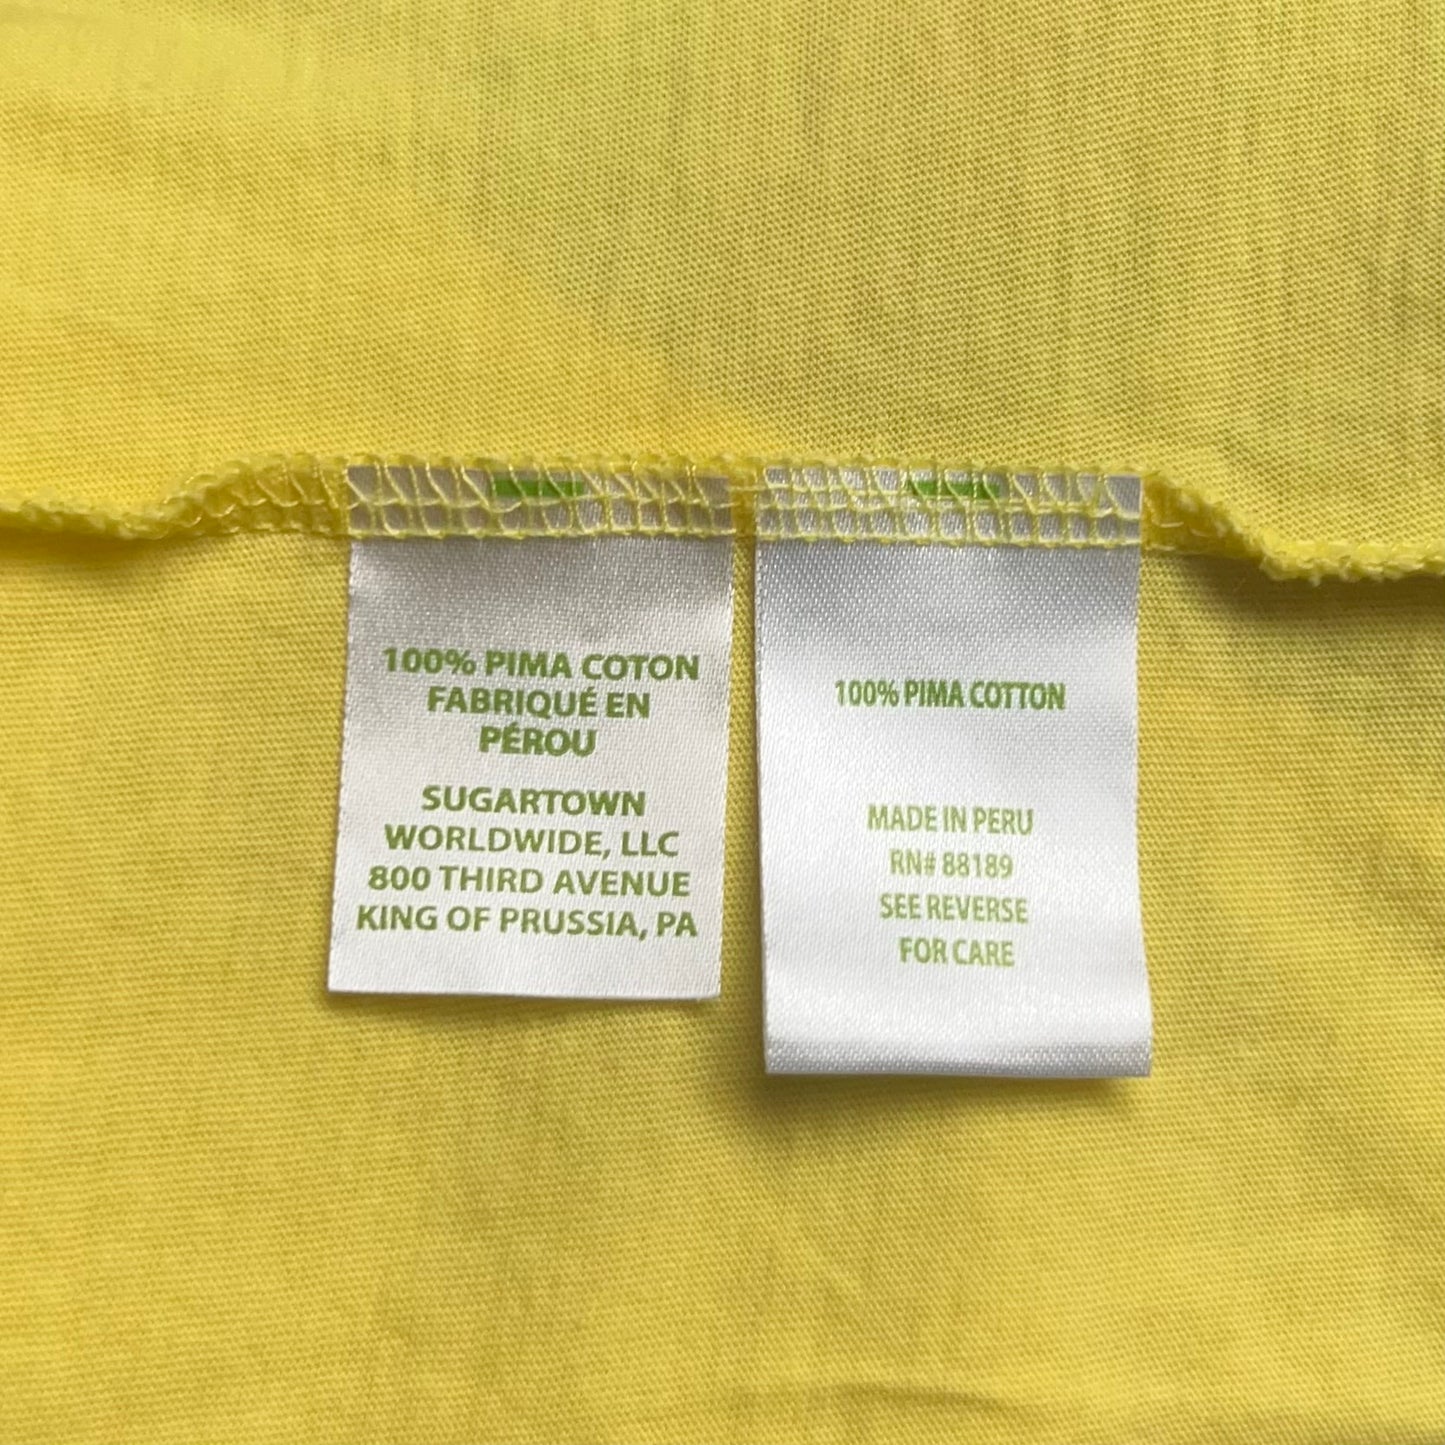 100% PIMA COTON
FABRIQUÉ EN
PÉROU
SUGARTOWN
WORLDWIDE, LLC
800 THIRD AVENUE
KING OF PRUSSIA, PA
100% PIMA COTTON
MADE IN PERU
RN# 88189
SEE REVERSE
FOR CARE